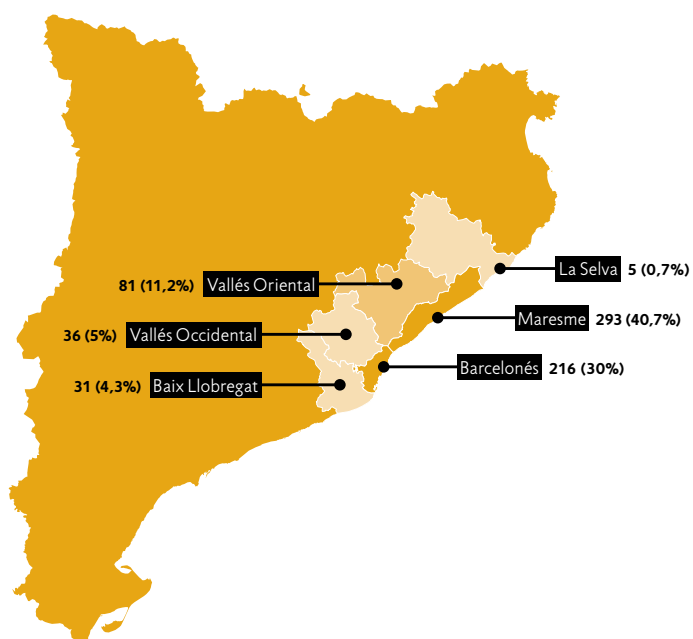 La Selva 5 (0,7%)
81 (11,2%) Vallés Oriental
Maresme 293 (40,7%)
36 (5%) Vallés Occidental
Barcelonés 216 (30%)
31 (4,3%) Baix Llobregat